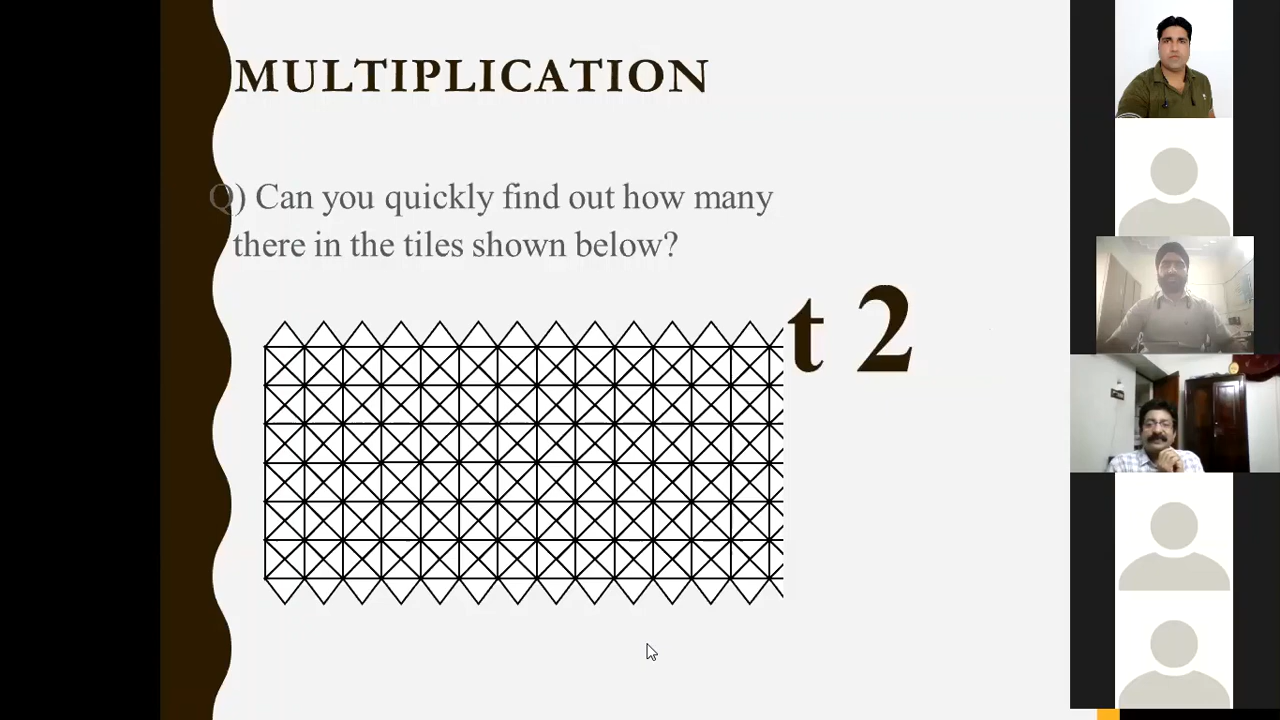 MULTIPLICATION
Q) Can you quickly find out how many
there in the tiles shown below?
t 2